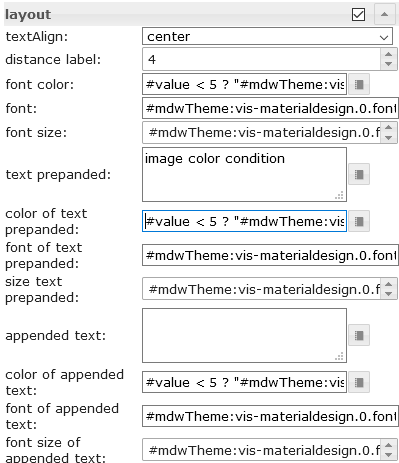 layout
textAlign: center
distance label: 4
font color: #value < 5 ? "#mdwTheme:vis
font: #mdwTheme:vis-materialdesign.0.font
font size: #mdwTheme:vis-materialdesign.0.f
text prepanded: image color condition
color of text
prepanded: #value < 5 ? "#mdwTheme:vis
font of text
prepanded: #mdwTheme:vis-materialdesign.0.font
size text
prepanded: #mdwTheme:vis-materialdesign.0.f
appended text:
color of appended
text: #value < 5 ? "#mdwTheme:vis
font of appended
text: #mdwTheme:vis-materialdesign.0.font
font size of
appended text: #mdwTheme:vis-materialdesign.0.f